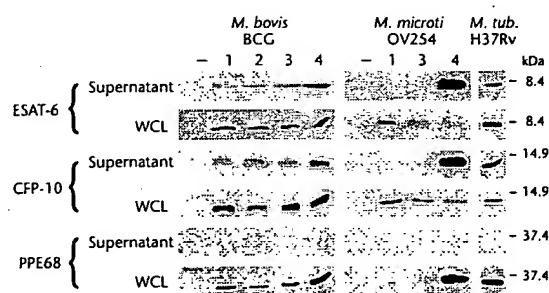 M. bovis M. microti M. tub.
BCG OV254 H37Rv
– 1 2 3 4 – 1 3 4 kDa
ESAT-6 Supernatant – 8.4
WCL – 8.4
CFP-10 Supernatant – 14.9
WCL – 14.9
PPE68 Supernatant – 37.4
WCL – 37.4